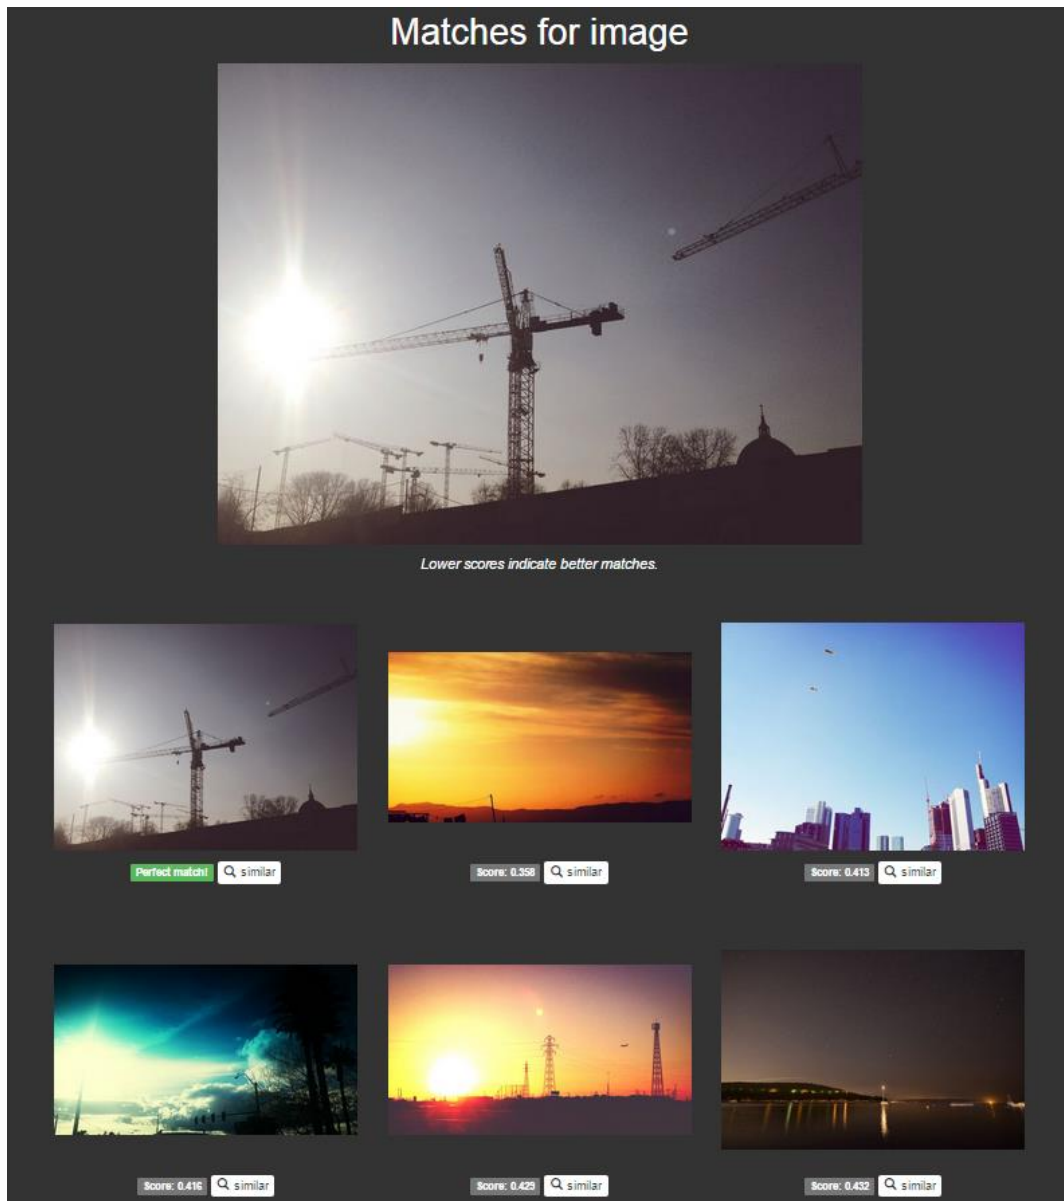 Matches for image
Lower scores indicate better matches.
Perfect match! similar
Score: 0.358 similar
Score: 0.413 similar
Score: 0.416 similar
Score: 0.429 similar
Score: 0.432 similar